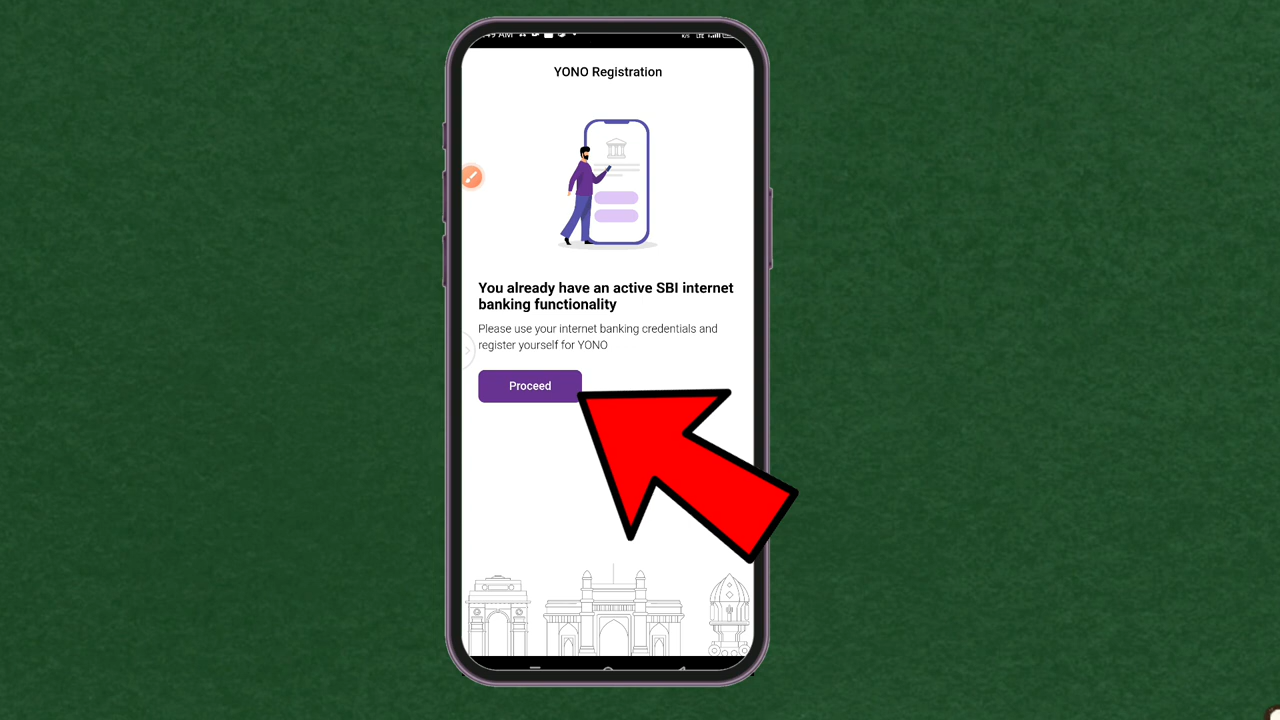 YONO Registration
You already have an active SBI internet
banking functionality
Please use your internet banking credentials and
register yourself for YONO
Proceed